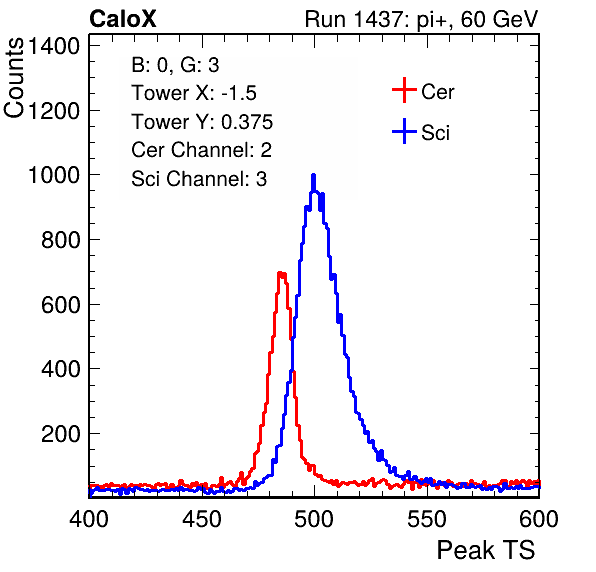 CaloX Run 1437: pi+, 60 GeV
Counts
1400
1200
1000
800
600
400
200
B: 0, G: 3
Tower X: -1.5
Tower Y: 0.375
Cer Channel: 2
Sci Channel: 3
Cer
Sci
400 450 500 550 600
Peak TS